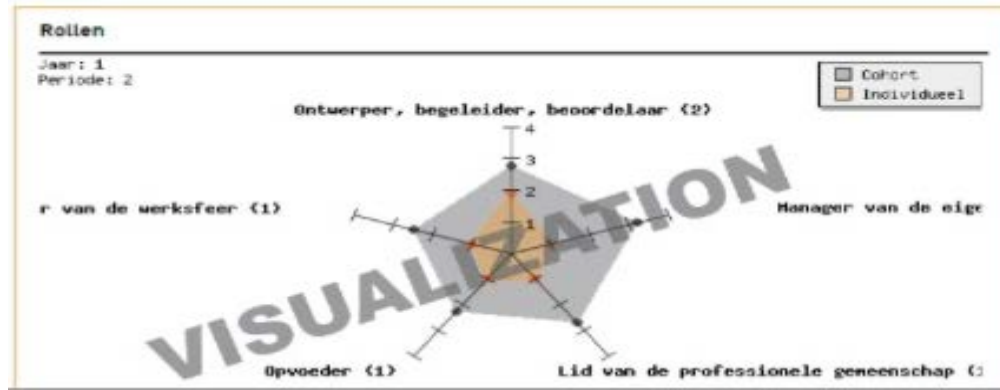 Rollen
Jaar: 1
Periode: 2
Cohort
Individueel
Ontwerper, begeleider, beoordelaar (2)
4
3
2
1
r van de werksfeer (1)
Manager van de eige
VISUALIZATION
Opvoeder (1)
Lid van de professionele gemeenschap (